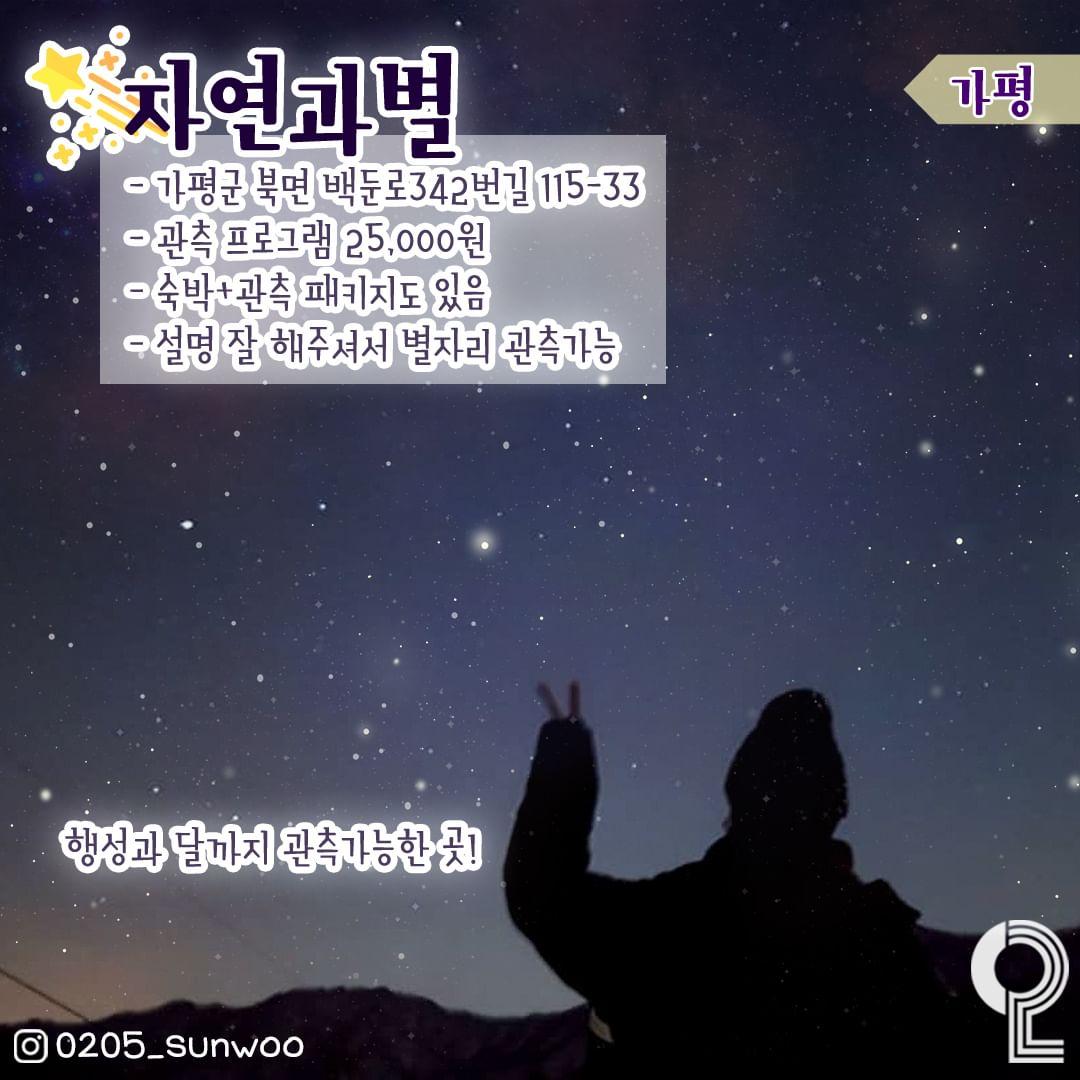 자연과별
가평
- 가평군 북면 백둔로342번길 115-33
- 관측 프로그램 25,000원
- 숙박+관측 패키지도 있음
- 설명 잘 해주셔서 별자리 관측가능
행성과 달까지 관측가능한 곳!
0205_sunwoo